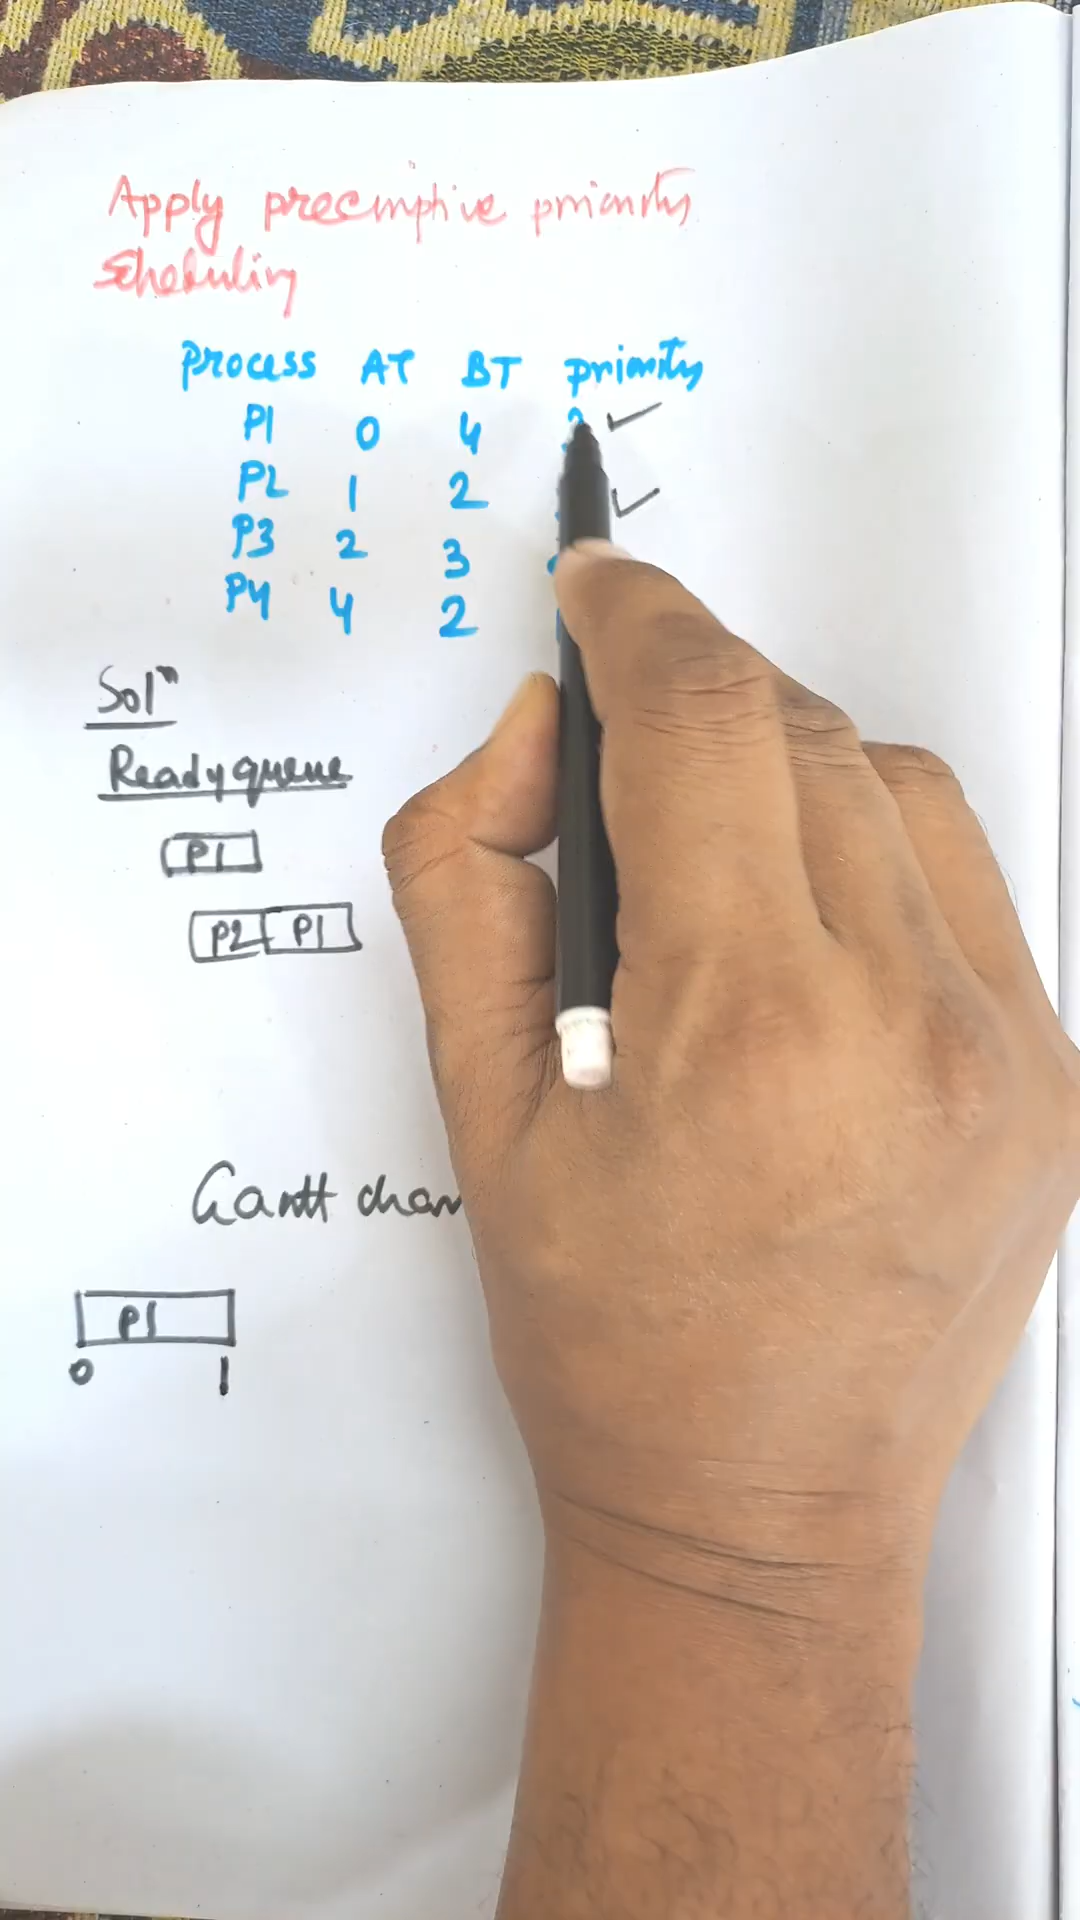 Apply preemptive priority
Scheduling
Process AT BT priority
P1 0 4
P2 1 2
P3 2 3
P4 4 2
Solⁿ
Ready queue
P1
P2 P1
Gantt
P1
0 1